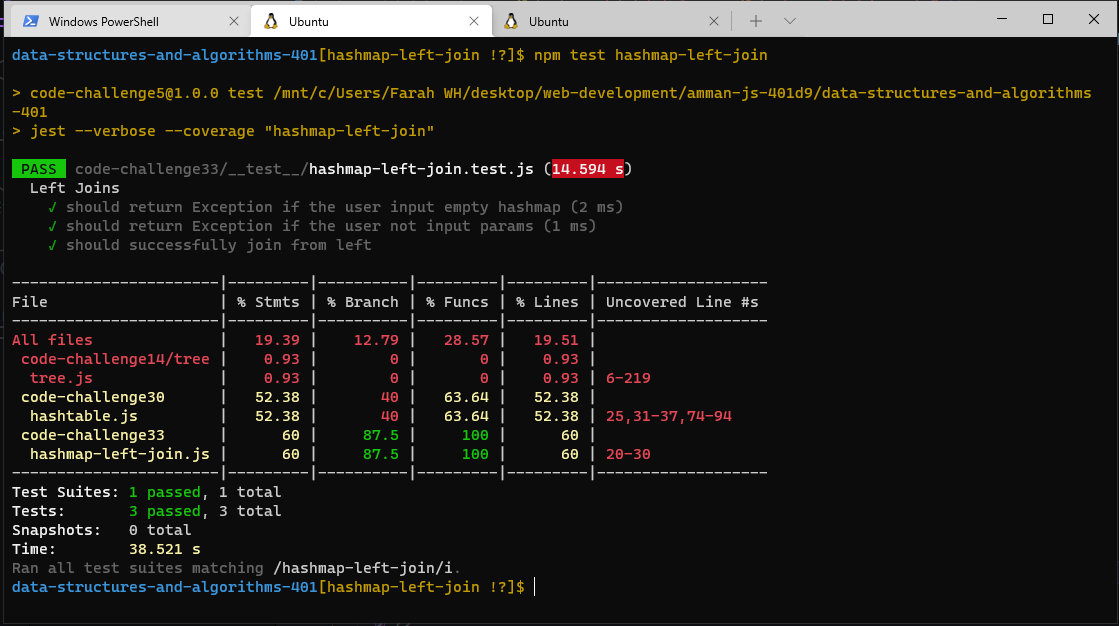 Windows PowerShell
Ubuntu
Ubuntu
data-structures-and-algorithms-401[hashmap-left-join !?]$ npm test hashmap-left-join
> code-challenge5@1.0.0 test /mnt/c/Users/Farah WH/desktop/web-development/amman-js-401d9/data-structures-and-algorithms
-401
> jest --verbose --coverage "hashmap-left-join"
PASS code-challenge33/__test__/hashmap-left-join.test.js (14.594 s)
  Left Joins
    √ should return Exception if the user input empty hashmap (2 ms)
    √ should return Exception if the user not input params (1 ms)
    √ should successfully join from left
-----------------------|---------|----------|---------|---------|-------------------
File                   | % Stmts | % Branch | % Funcs | % Lines | Uncovered Line #s
-----------------------|---------|----------|---------|---------|-------------------
All files              |   19.39 |    12.79 |   28.57 |   19.51 |
 code-challenge14/tree |    0.93 |        0 |       0 |    0.93 |
  tree.js              |    0.93 |        0 |       0 |    0.93 | 6-219
 code-challenge30      |   52.38 |       40 |   63.64 |   52.38 |
  hashtable.js         |   52.38 |       40 |   63.64 |   52.38 | 25,31-37,74-94
 code-challenge33      |      60 |     87.5 |     100 |      60 |
  hashmap-left-join.js |      60 |     87.5 |     100 |      60 | 20-30
-----------------------|---------|----------|---------|---------|-------------------
Test Suites: 1 passed, 1 total
Tests:       3 passed, 3 total
Snapshots:   0 total
Time:        38.521 s
Ran all test suites matching /hashmap-left-join/i.
data-structures-and-algorithms-401[hashmap-left-join !?]$